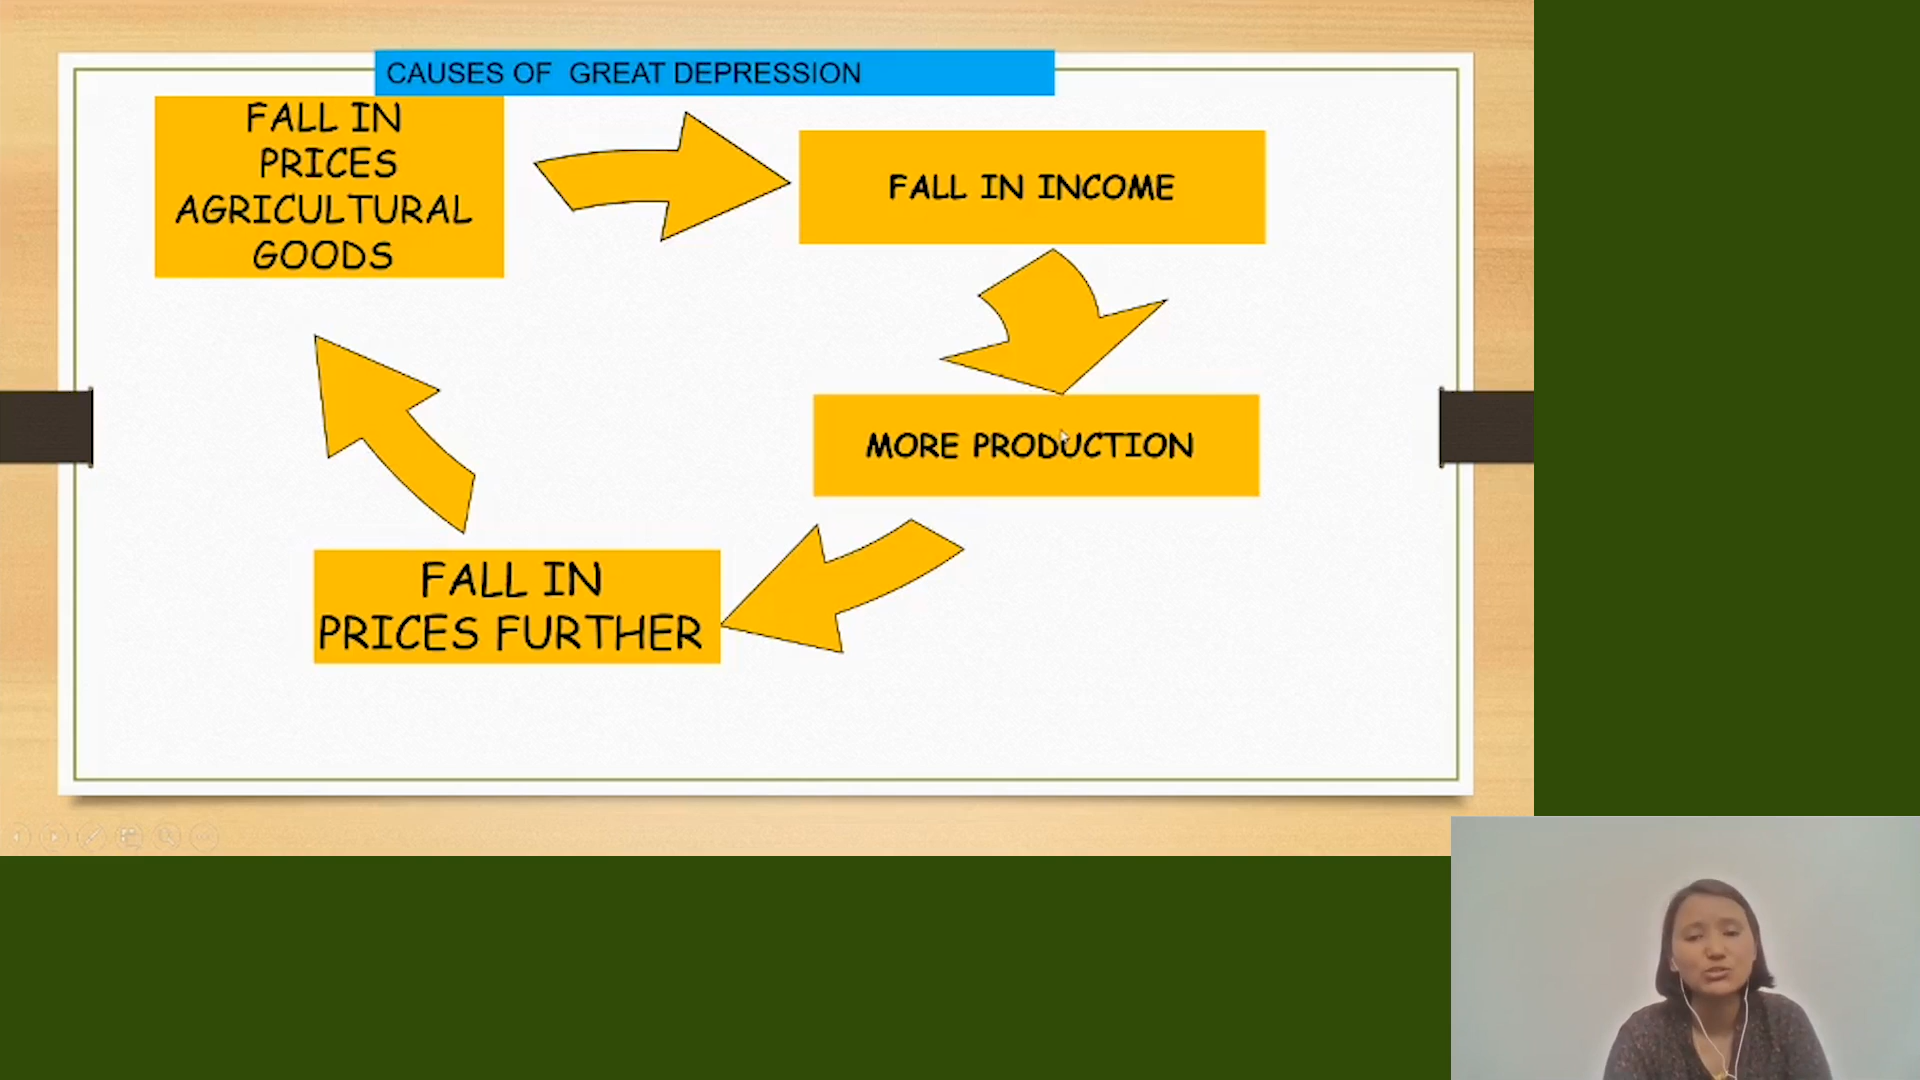 CAUSES OF GREAT DEPRESSION
FALL IN
PRICES
AGRICULTURAL
GOODS
FALL IN INCOME
MORE PRODUCTION
FALL IN
PRICES FURTHER